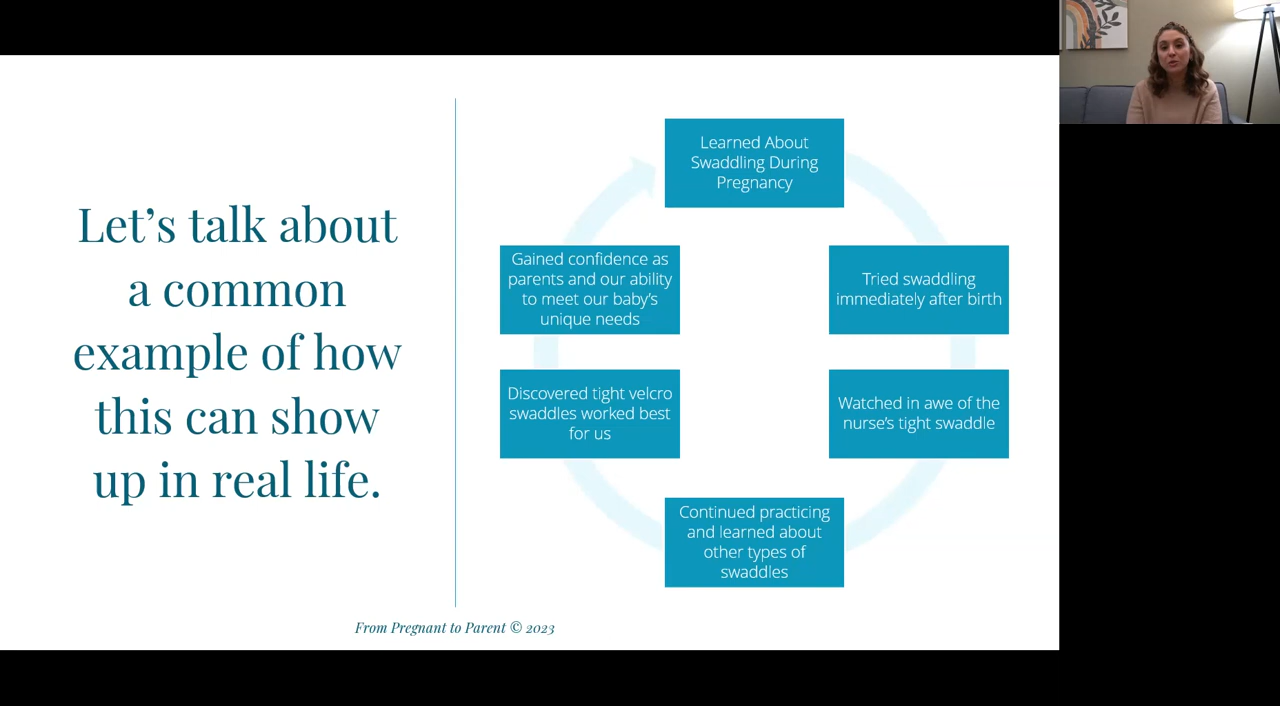 Let's talk about
a common
example of how
this can show
up in real life.
Learned About
Swaddling During
Pregnancy
Tried swaddling
immediately after birth
Watched in awe of the
nurse's tight swaddle
Continued practicing
and learned about
other types of
swaddles
Discovered tight velcro
swaddles worked best
for us
Gained confidence as
parents and our ability
to meet our baby's
unique needs
From Pregnant to Parent © 2023